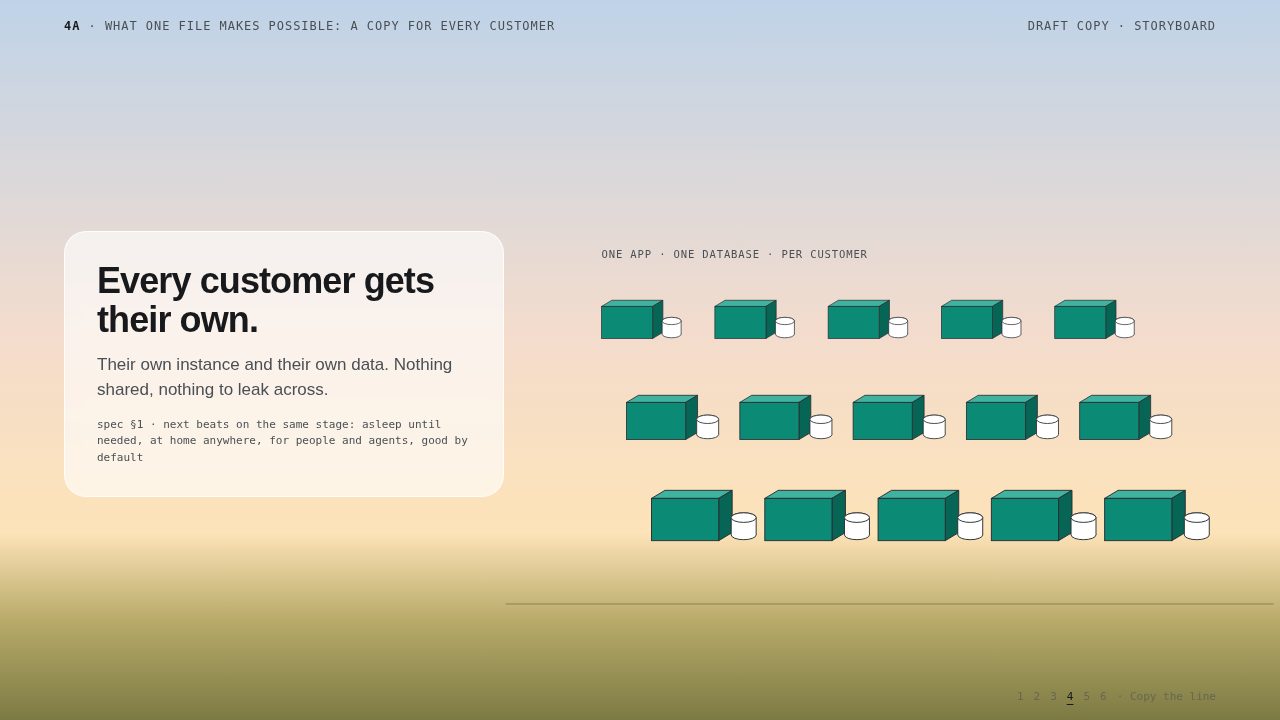 4A · WHAT ONE FILE MAKES POSSIBLE: A COPY FOR EVERY CUSTOMER
DRAFT COPY · STORYBOARD
Every customer gets
their own.
Their own instance and their own data. Nothing
shared, nothing to leak across.
spec §1 · next beats on the same stage: asleep until
needed, at home anywhere, for people and agents, good by
default
ONE APP · ONE DATABASE · PER CUSTOMER
1 2 3 4 5 6 · Copy the line